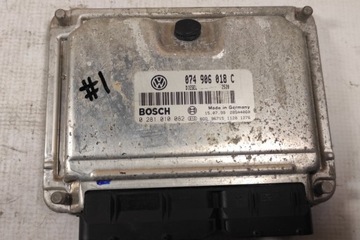 #1
074 906 018 C
DIESEL
BOSCH
Made in Germany
0 281 010 082